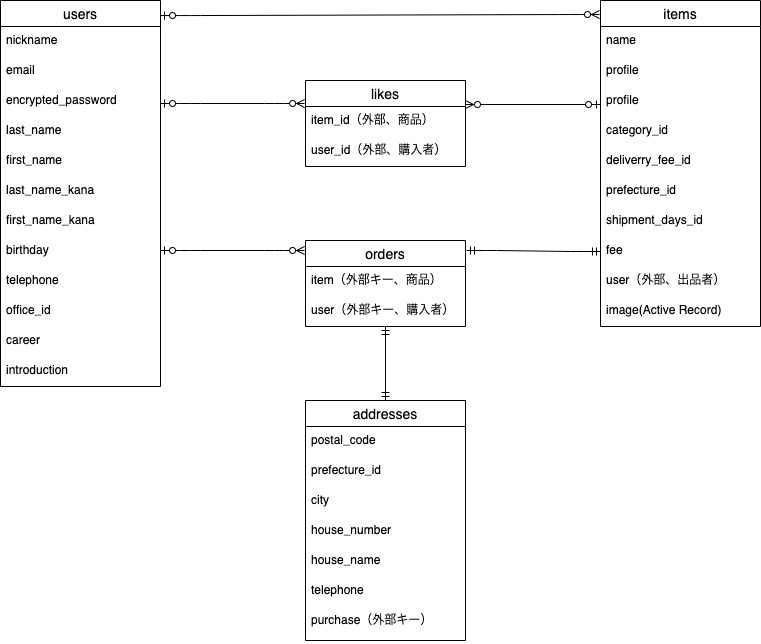 users
nickname
email
encrypted_password
last_name
first_name
last_name_kana
first_name_kana
birthday
telephone
office_id
career
introduction
likes
item_id（外部、商品）
user_id（外部、購入者）
orders
item（外部キー、商品）
user（外部キー、購入者）
addresses
postal_code
prefecture_id
city
house_number
house_name
telephone
purchase（外部キー）
items
name
profile
profile
category_id
deliverry_fee_id
prefecture_id
shipment_days_id
fee
user（外部、出品者）
image(Active Record)